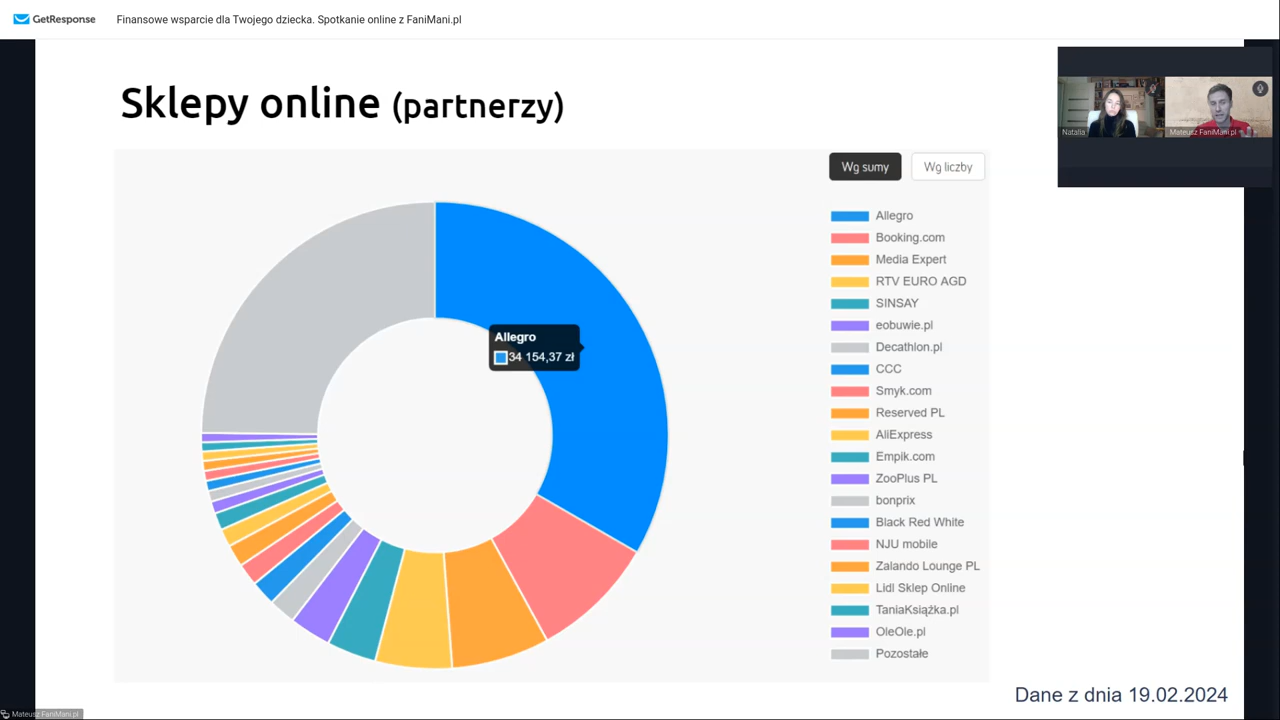 GetResponse
Finansowe wsparcie dla Twojego dziecka. Spotkanie online z FaniMani.pl
Sklepy online (partnerzy)
Natalia
Mateusz FaniMani.pl
Wg sumy
Wg liczby
Allegro
Booking.com
Media Expert
RTV EURO AGD
SINSAY
eobuwie.pl
Decathlon.pl
CCC
Smyk.com
Reserved PL
AliExpress
Empik.com
ZooPlus PL
bonprix
Black Red White
NJU mobile
Zalando Lounge PL
Lidl Sklep Online
TaniaKsiążka.pl
OleOle.pl
Pozostałe
Allegro
34 154,37 zł
Dane z dnia 19.02.2024
Mateusz FaniMani.pl